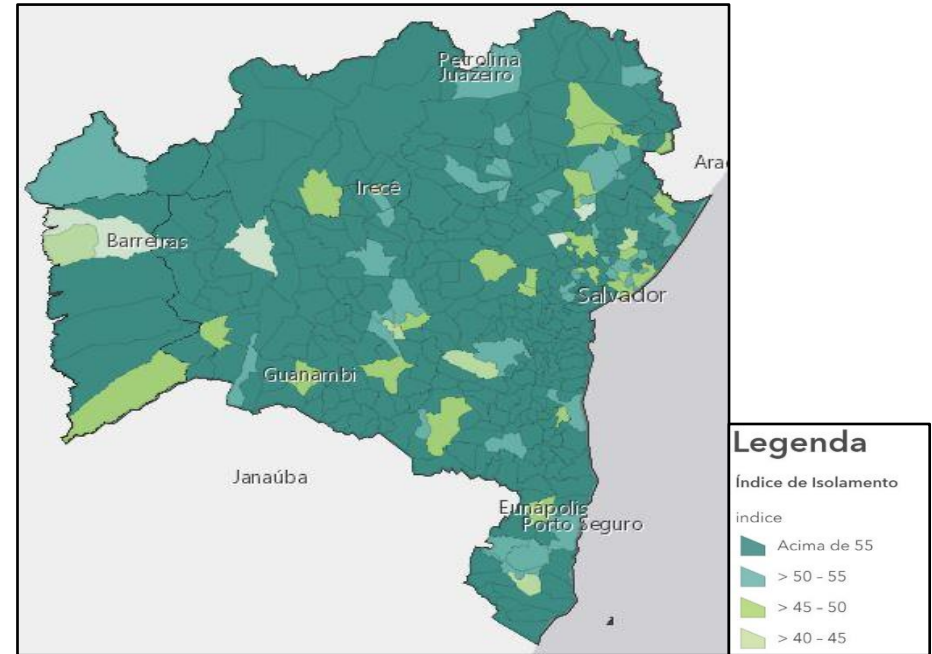 Petrolina
Juazeiro
Ara
Irecê
Barreiras
Salvador
Guanambi
Janaúba
Eunápolis
Porto Seguro
Legenda
Índice de Isolamento
indice
Acima de 55
> 50 - 55
> 45 - 50
> 40 - 45